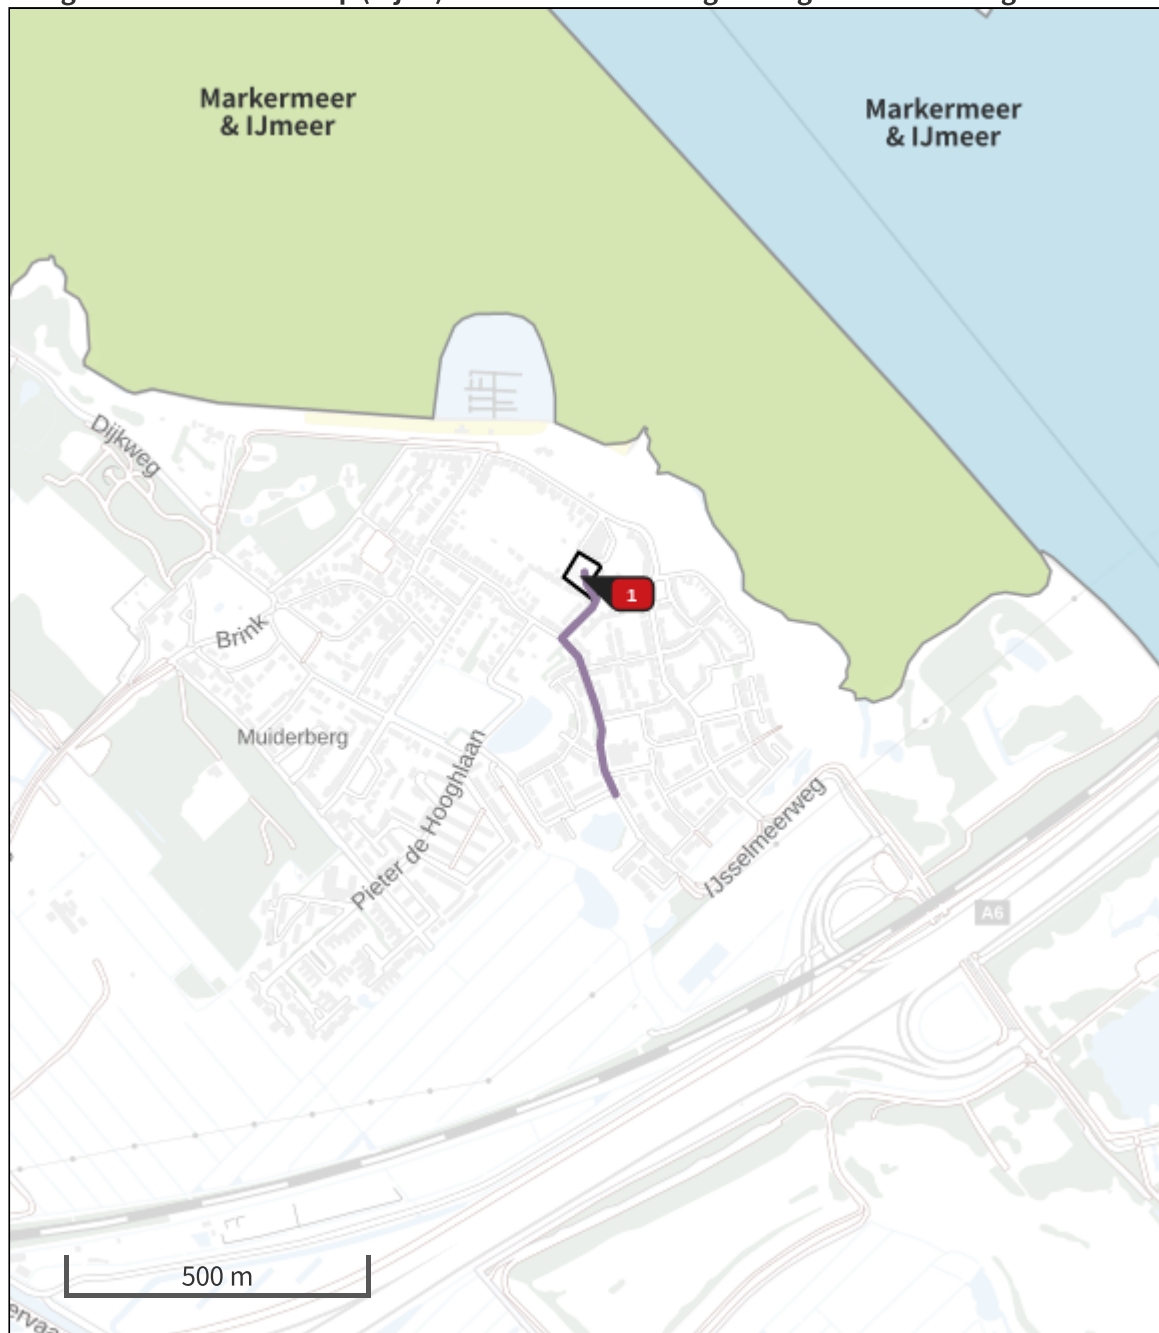 Markermeer
& IJmeer
Markermeer
& IJmeer
Dijkweg
1
Brink
Muiderberg
Pieter de Hooghlaan
IJsselmeerweg
A6
500 m